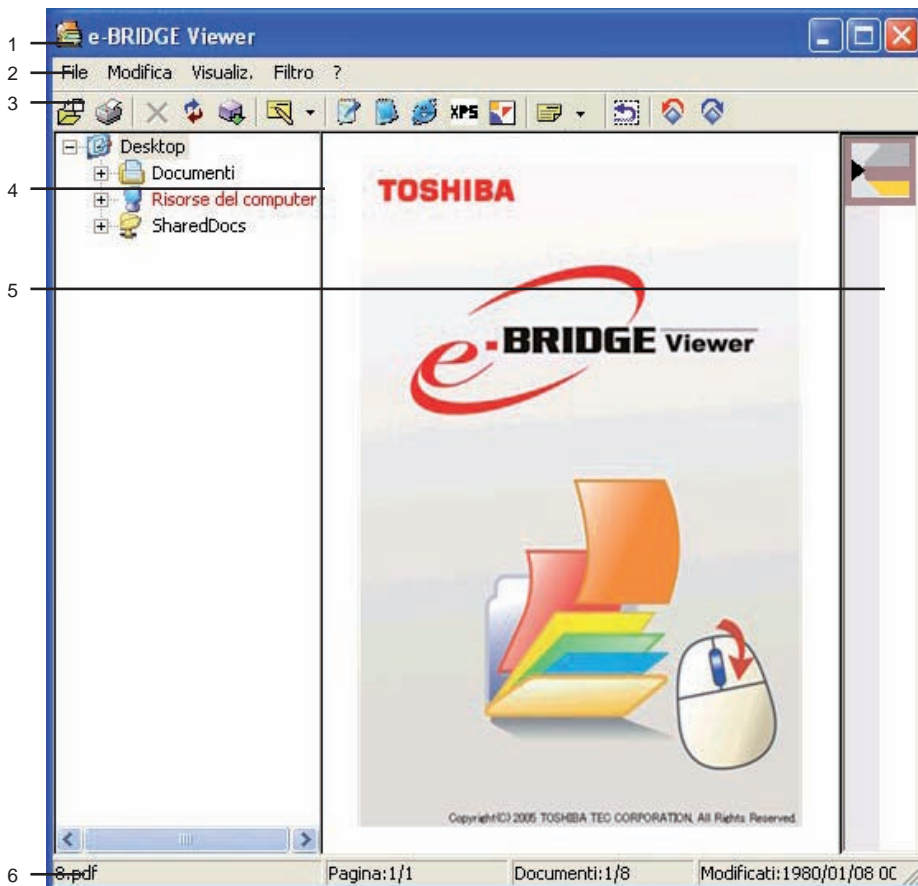 e-BRIDGE Viewer
1
2
File Modifica Visualiz. Filtro ?
3
XPS
Desktop
Documenti
4
Risorse del computer
SharedDocs
TOSHIBA
5
e-BRIDGE Viewer
Copyright(C) 2005 TOSHIBA TEC CORPORATION, All Rights Reserved.
6
8.pdf Pagina:1/1 Documenti:1/8 Modificati:1980/01/08 0